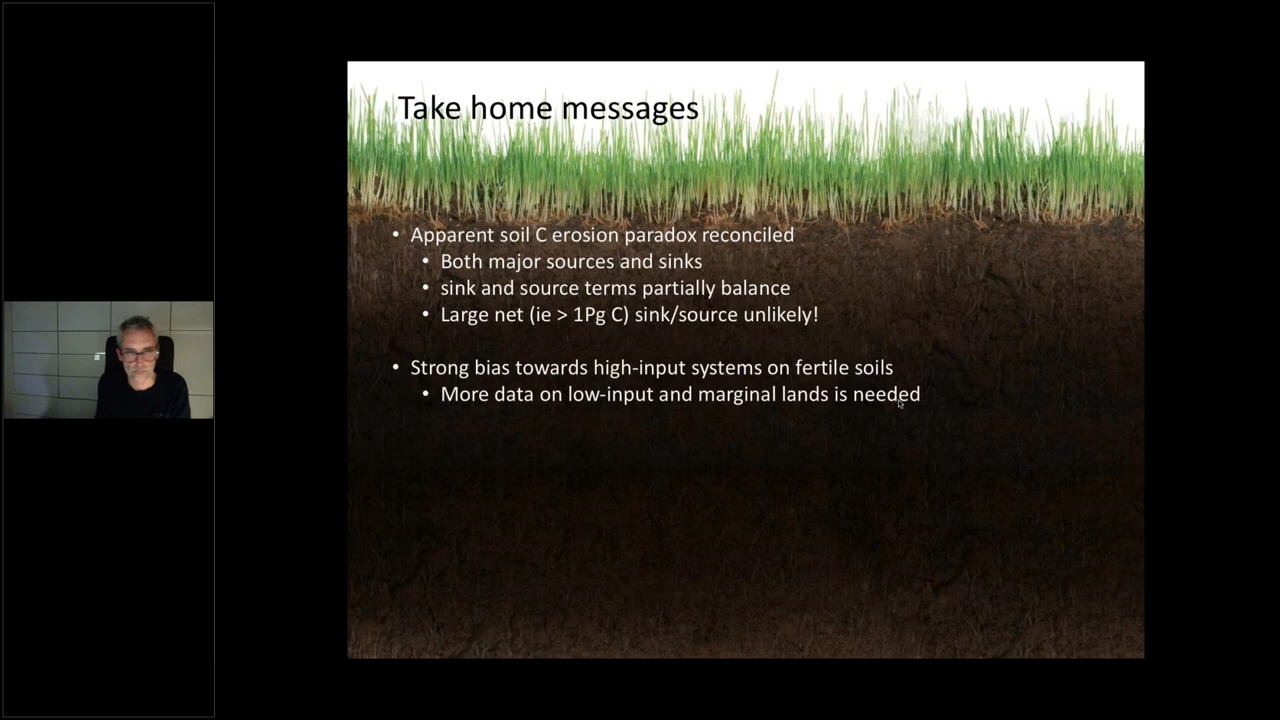 Take home messages
• Apparent soil C erosion paradox reconciled
• Both major sources and sinks
• sink and source terms partially balance
• Large net (ie > 1Pg C) sink/source unlikely!
• Strong bias towards high-input systems on fertile soils
• More data on low-input and marginal lands is needed